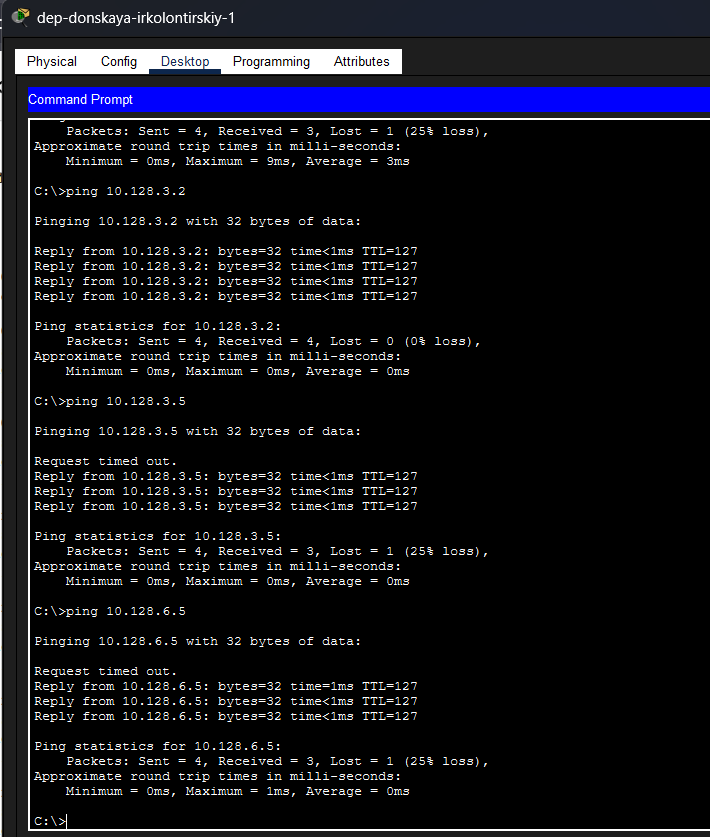 dep-donskaya-irkolontirskiy-1
Physical Config Desktop Programming Attributes
Command Prompt
Packets: Sent = 4, Received = 3, Lost = 1 (25% loss),
Approximate round trip times in milli-seconds:
Minimum = 0ms, Maximum = 9ms, Average = 3ms
C:\>ping 10.128.3.2
Pinging 10.128.3.2 with 32 bytes of data:
Reply from 10.128.3.2: bytes=32 time<1ms TTL=127
Reply from 10.128.3.2: bytes=32 time<1ms TTL=127
Reply from 10.128.3.2: bytes=32 time<1ms TTL=127
Reply from 10.128.3.2: bytes=32 time<1ms TTL=127
Ping statistics for 10.128.3.2:
Packets: Sent = 4, Received = 4, Lost = 0 (0% loss),
Approximate round trip times in milli-seconds:
Minimum = 0ms, Maximum = 0ms, Average = 0ms
C:\>ping 10.128.3.5
Pinging 10.128.3.5 with 32 bytes of data:
Request timed out.
Reply from 10.128.3.5: bytes=32 time<1ms TTL=127
Reply from 10.128.3.5: bytes=32 time<1ms TTL=127
Reply from 10.128.3.5: bytes=32 time<1ms TTL=127
Ping statistics for 10.128.3.5:
Packets: Sent = 4, Received = 3, Lost = 1 (25% loss),
Approximate round trip times in milli-seconds:
Minimum = 0ms, Maximum = 0ms, Average = 0ms
C:\>ping 10.128.6.5
Pinging 10.128.6.5 with 32 bytes of data:
Request timed out.
Reply from 10.128.6.5: bytes=32 time=1ms TTL=127
Reply from 10.128.6.5: bytes=32 time<1ms TTL=127
Reply from 10.128.6.5: bytes=32 time<1ms TTL=127
Ping statistics for 10.128.6.5:
Packets: Sent = 4, Received = 3, Lost = 1 (25% loss),
Approximate round trip times in milli-seconds:
Minimum = 0ms, Maximum = 1ms, Average = 0ms
C:\>